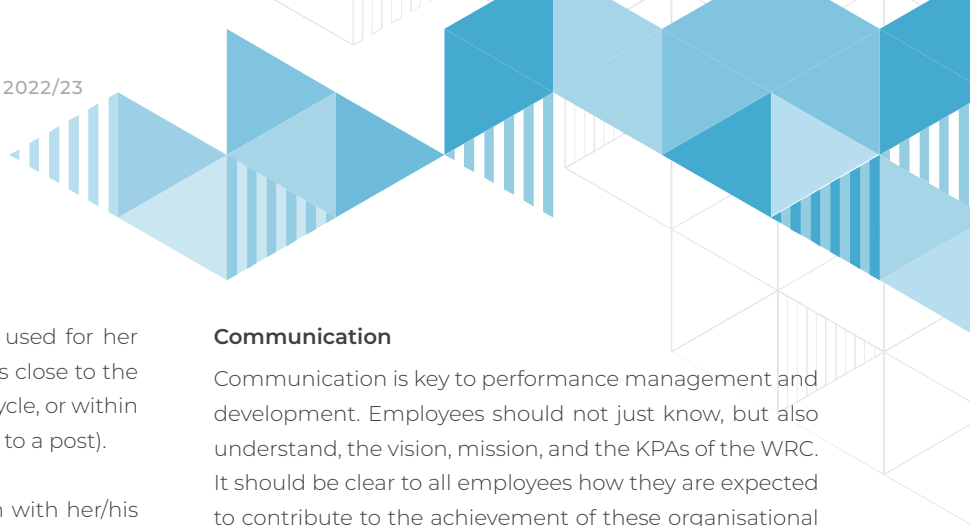 2022/23
used for her
s close to the
ycle, or within
to a post).
with her/his
Communication
Communication is key to performance management and
development. Employees should not just know, but also
understand, the vision, mission, and the KPAs of the WRC.
It should be clear to all employees how they are expected
to contribute to the achievement of these organisational